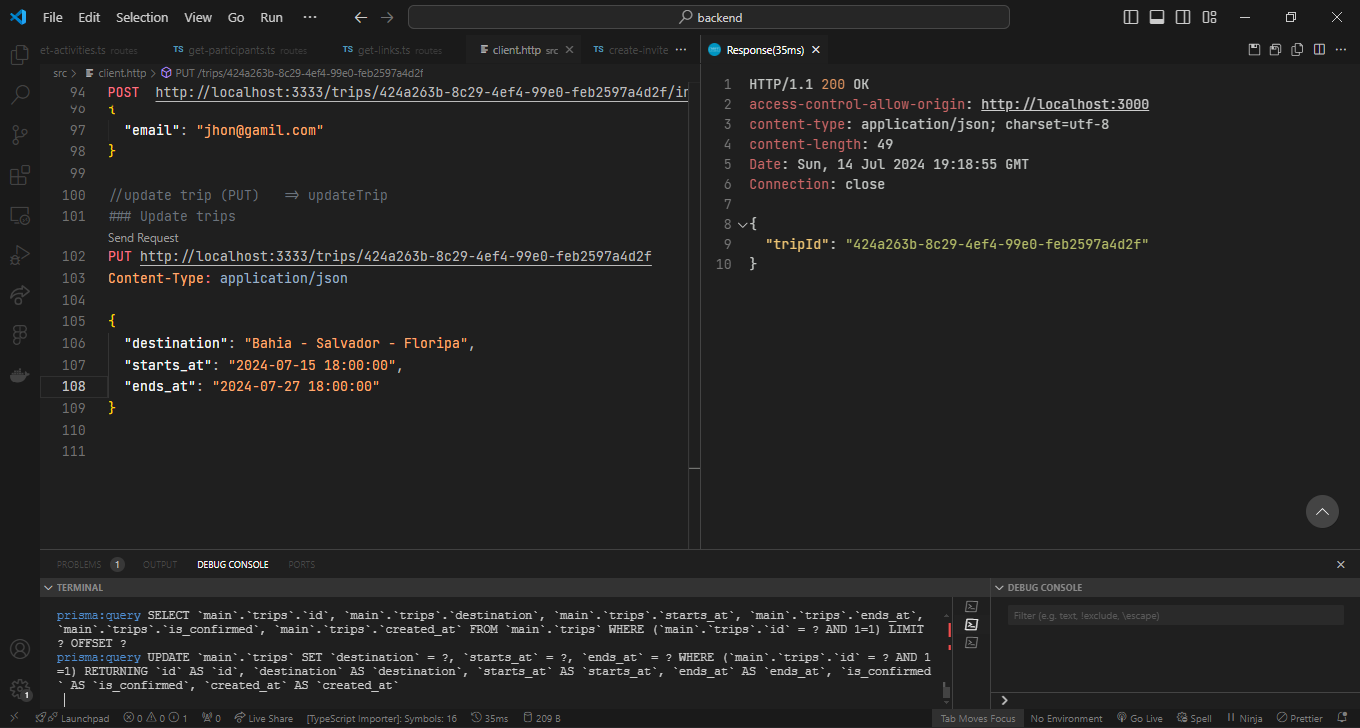 File Edit Selection View Go Run ··· ← → backend
et-activities.ts routes TS get-participants.ts routes TS get-links.ts routes client.http src × TS create-invite ··· Response(35ms) ×
src > client.http > PUT /trips/424a263b-8c29-4ef4-99e0-feb2597a4d2f
94 POST http://localhost:3333/trips/424a263b-8c29-4ef4-99e0-feb2597a4d2f/in
96 {
97 "email": "jhon@gamil.com"
98 }
99
100 //update trip (PUT) => updateTrip
101 ### Update trips
Send Request
102 PUT http://localhost:3333/trips/424a263b-8c29-4ef4-99e0-feb2597a4d2f
103 Content-Type: application/json
104
105 {
106 "destination": "Bahia - Salvador - Floripa",
107 "starts_at": "2024-07-15 18:00:00",
108 "ends_at": "2024-07-27 18:00:00"
109 }
110
111
1 HTTP/1.1 200 OK
2 access-control-allow-origin: http://localhost:3000
3 content-type: application/json; charset=utf-8
4 content-length: 49
5 Date: Sun, 14 Jul 2024 19:18:55 GMT
6 Connection: close
7
8 {
9 "tripId": "424a263b-8c29-4ef4-99e0-feb2597a4d2f"
10 }
PROBLEMS 1 OUTPUT DEBUG CONSOLE PORTS ×
TERMINAL
prisma:query SELECT `main`.`trips`.`id`, `main`.`trips`.`destination`, `main`.`trips`.`starts_at`, `main`.`trips`.`ends_at`,
`main`.`trips`.`is_confirmed`, `main`.`trips`.`created_at` FROM `main`.`trips` WHERE (`main`.`trips`.`id` = ? AND 1=1) LIMIT
? OFFSET ?
prisma:query UPDATE `main`.`trips` SET `destination` = ?, `starts_at` = ?, `ends_at` = ? WHERE (`main`.`trips`.`id` = ? AND 1
=1) RETURNING `id` AS `id`, `destination` AS `destination`, `starts_at` AS `starts_at`, `ends_at` AS `ends_at`, `is_confirmed
` AS `is_confirmed`, `created_at` AS `created_at`
DEBUG CONSOLE
Filter (e.g. text, !exclude, \escape)
>
1
Launchpad 0 0 1 0 Live Share [TypeScript Importer]: Symbols: 16 35ms 209 B Tab Moves Focus No Environment Go Live Spell Ninja Prettier